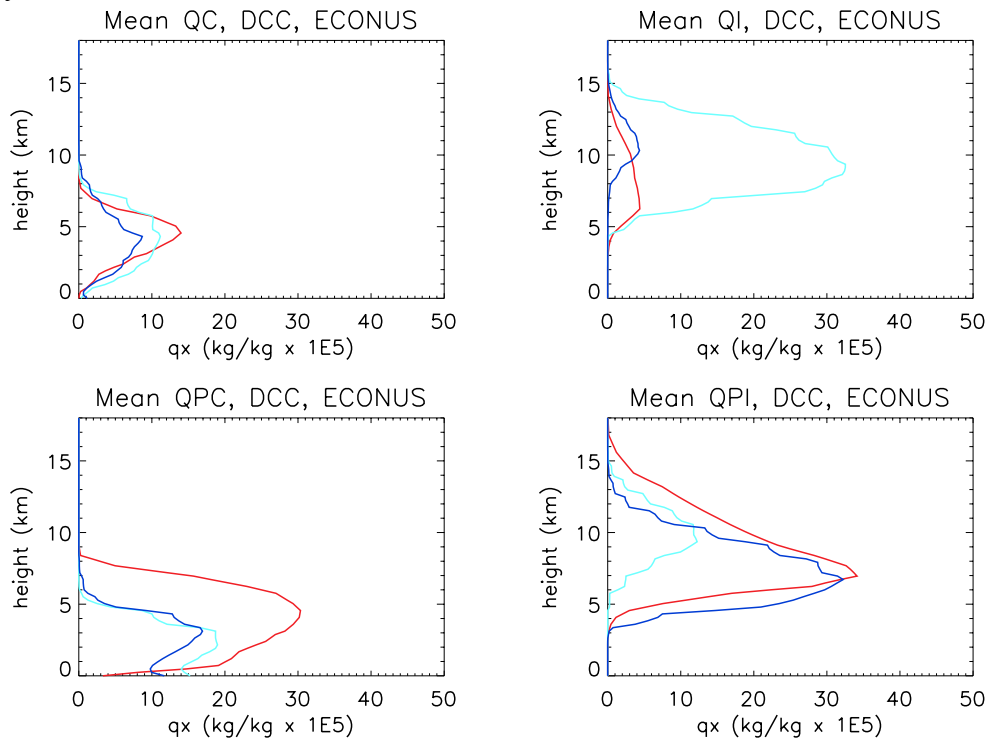 Mean QC, DCC, ECONUS
15
10
5
0
height (km)
0 10 20 30 40 50
qx (kg/kg x 1E5)
Mean QI, DCC, ECONUS
15
10
5
0
height (km)
0 10 20 30 40 50
qx (kg/kg x 1E5)
Mean QPC, DCC, ECONUS
15
10
5
0
height (km)
0 10 20 30 40 50
qx (kg/kg x 1E5)
Mean QPI, DCC, ECONUS
15
10
5
0
height (km)
0 10 20 30 40 50
qx (kg/kg x 1E5)